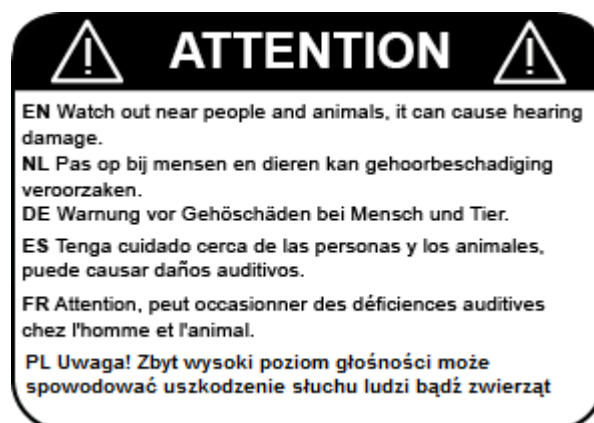 ATTENTION
EN Watch out near people and animals, it can cause hearing
damage.
NL Pas op bij mensen en dieren kan gehoorbeschadiging
veroorzaken.
DE Warnung vor Gehöschäden bei Mensch und Tier.
ES Tenga cuidado cerca de las personas y los animales,
puede causar daños auditivos.
FR Attention, peut occasionner des déficiences auditives
chez l'homme et l'animal.
PL Uwaga! Zbyt wysoki poziom głośności może
spowodować uszkodzenie słuchu ludzi bądź zwierząt